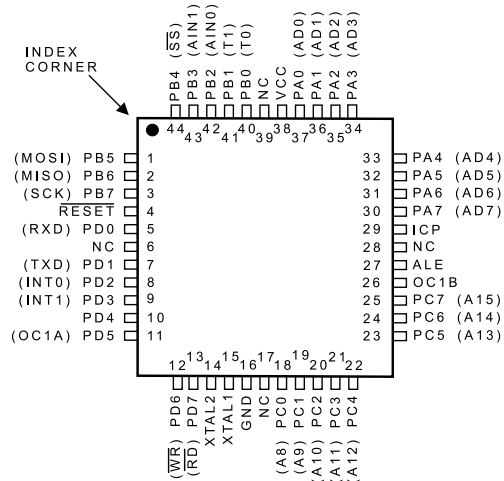 INDEX
CORNER
PB4 (SS)
PB3 (AIN1)
PB2 (AIN0)
PB1 (T1)
PB0 (T0)
NC
VCC
PA0 (AD0)
PA1 (AD1)
PA2 (AD2)
PA3 (AD3)
44 43 42 41 40 39 38 37 36 35 34
(MOSI) PB5 1
(MISO) PB6 2
(SCK) PB7 3
RESET 4
(RXD) PD0 5
NC 6
(TXD) PD1 7
(INT0) PD2 8
(INT1) PD3 9
PD4 10
(OC1A) PD5 11
33 PA4 (AD4)
32 PA5 (AD5)
31 PA6 (AD6)
30 PA7 (AD7)
29 ICP
28 NC
27 ALE
26 OC1B
25 PC7 (A15)
24 PC6 (A14)
23 PC5 (A13)
12 13 14 15 16 17 18 19 20 21 22
(WR) PD6
(RD) PD7
XTAL2
XTAL1
GND
NC
(A8) PC0
(A9) PC1
(A10) PC2
(A11) PC3
(A12) PC4